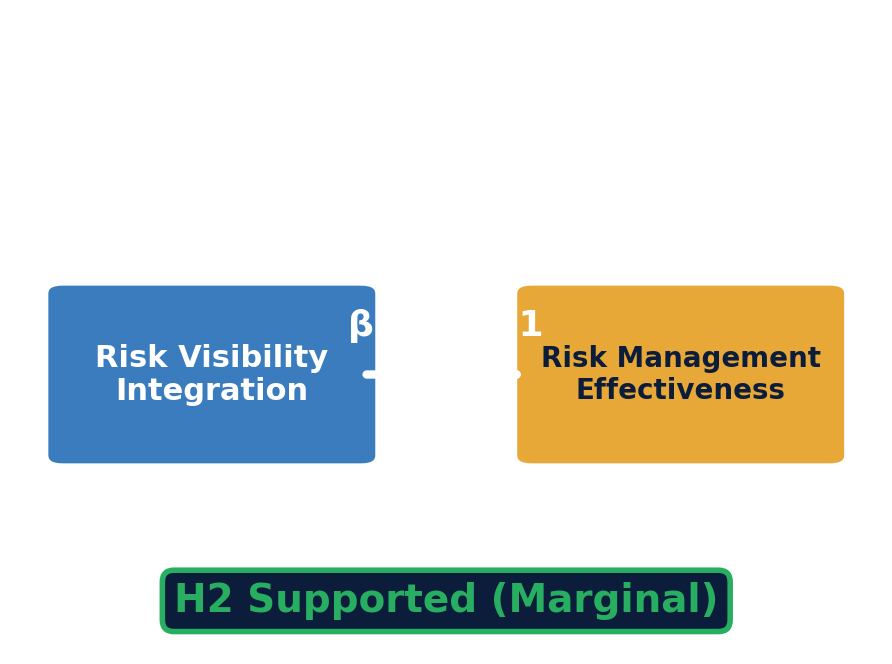 β 1
Risk Visibility
Integration
Risk Management
Effectiveness
H2 Supported (Marginal)